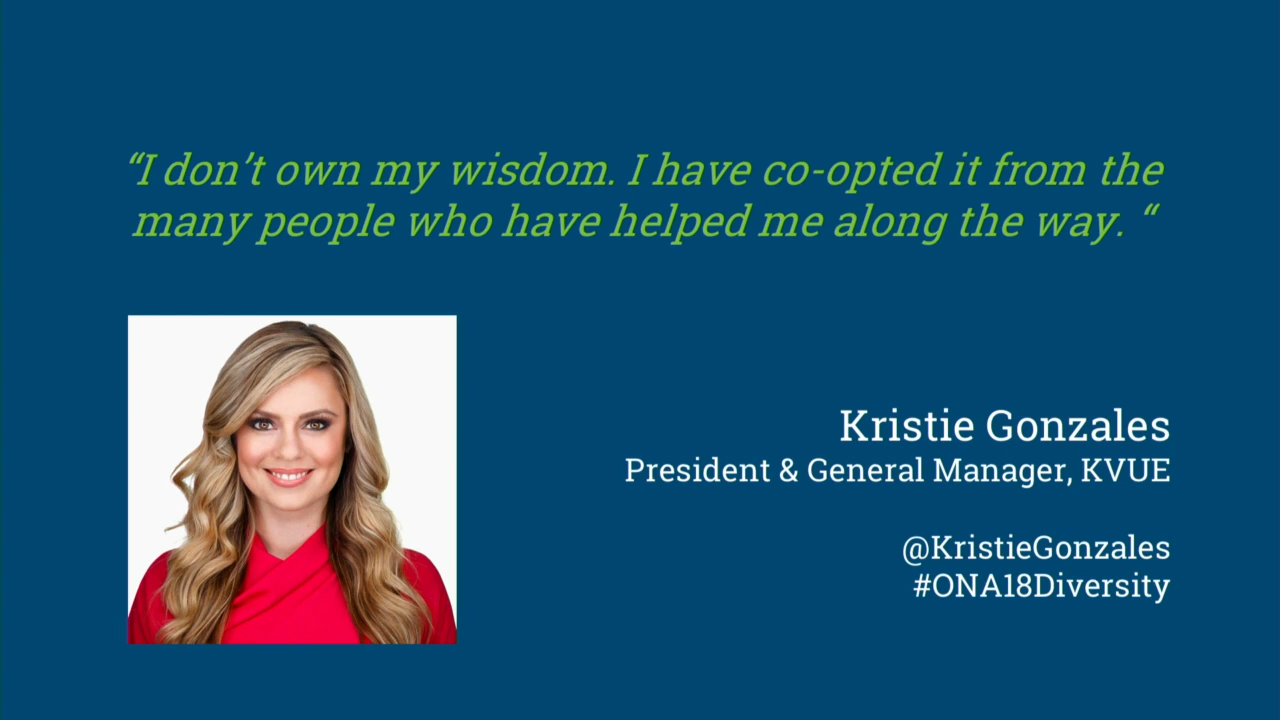 “I don’t own my wisdom. I have co-opted it from the
many people who have helped me along the way. “
Kristie Gonzales
President & General Manager, KVUE
@KristieGonzales
#ONA18Diversity